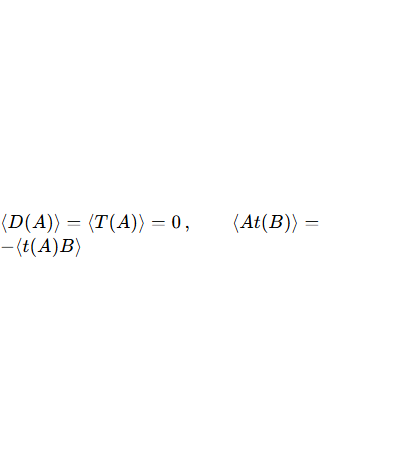 ⟨D(A)⟩ = ⟨T(A)⟩ = 0 , ⟨At(B)⟩ =
−⟨t(A)B⟩